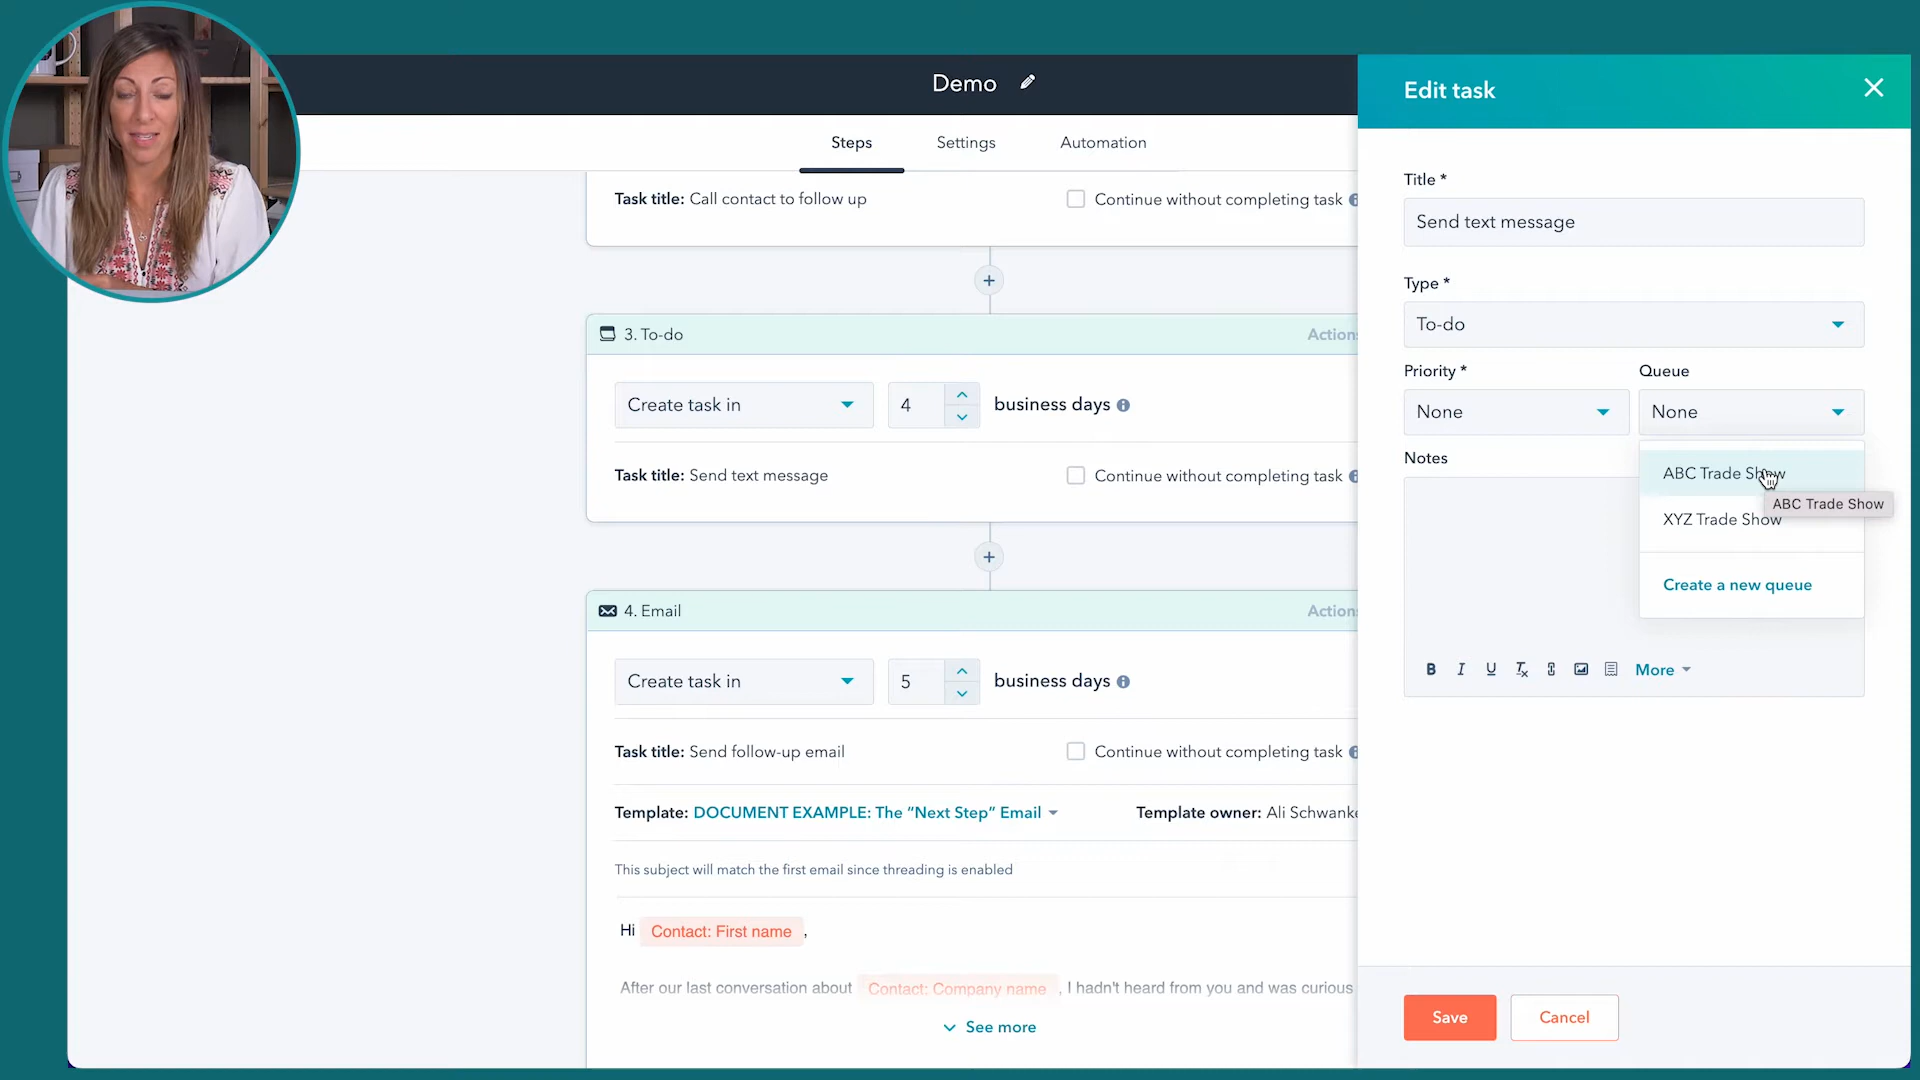 Demo
Steps
Settings
Automation
Task title: Call contact to follow up
Continue without completing task
3. To-do
Actions
Create task in
4
business days
Task title: Send text message
Continue without completing task
4. Email
Actions
Create task in
5
business days
Task title: Send follow-up email
Continue without completing task
Template: DOCUMENT EXAMPLE: The “Next Step” Email
Template owner: Ali Schwanke
This subject will match the first email since threading is enabled
Hi Contact: First name ,
After our last conversation about Contact: Company name , I hadn't heard from you and was curious
See more
Edit task
Title *
Send text message
Type *
To-do
Priority *
Queue
None
None
Notes
ABC Trade Show
ABC Trade Show
XYZ Trade Show
Create a new queue
B I U Tx
More
Save
Cancel